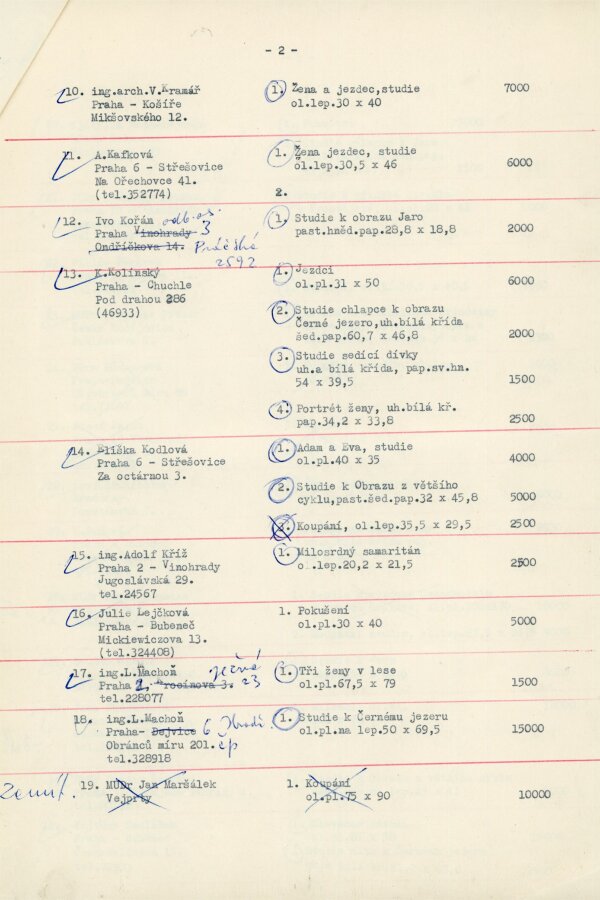 - 2 -
10. ing.arch.V.Kramář 1. Žena a jezdec,studie 7000
Praha - Košíře ol.lep.30 x 40
Mikšovského 12.
11. A.Kafková 1. Žena jezdec, studie 6000
Praha 6 - Střešovice ol.lep.30,5 x 46
Na Ořechovce 41.
(tel.352774) 2.
12. Ivo Kořán odb.as. 1. Studie k obrazu Jaro 2000
Praha Vinohrady 3 past.hněd.pap.28,8 x 18,8
Ondříčkova 14. Práčská
2592
13. K.Kolínský 1. Jezdci 6000
Praha - Chuchle ol.pl.31 x 50
Pod drahou 286
(46933) 2. Studie chlapce k obrazu
Černé jezero,uh.bílá křída 2000
šed.pap.60,7 x 46,8
3. Studie sedící dívky
uh.a bílá křída, pap.sv.hn. 1500
54 x 39,5
4. Portrét ženy, uh.bílá kř. 2500
pap.34,2 x 33,8
14. Eliška Kodlová 1. Adam a Eva, studie 4000
Praha 6 - Střešovice ol.pl.40 x 35
Za octárnou 3.
2. Studie k Obrazu z většího 5000
cyklu,past.šed.pap.32 x 45,8
3. Koupání, ol.lep.35,5 x 29,5 2500
15. ing.Adolf Kříž 1. Milosrdný samaritán 2500
Praha 2 - Vinohrady o..lep.20,2 x 21,5
Jugoslávská 29.
tel.24567
16. Julie Lejčková 1. Pokušení 5000
Praha - Bubeneč ol.pl.30 x 40
Mickiewiczova 13.
(tel.324408)
17. ing.L.Machoň Ječná 1. Tři ženy v lese 1500
Praha 2, Trocínova 3. 23 ol.pl.67,5 x 79
tel.228077
18. ing.L.Machoň 1. Studie k Černému jezeru 15000
Praha- Dejvice 6 Hradč. ol.pl.na lep.50 x 69,5
Obránců míru 201.
tel.328918
zemř. 19. MUDr Jan Maršálek 1. Koupání 10000
Vejprty ol.pl.75 x 90